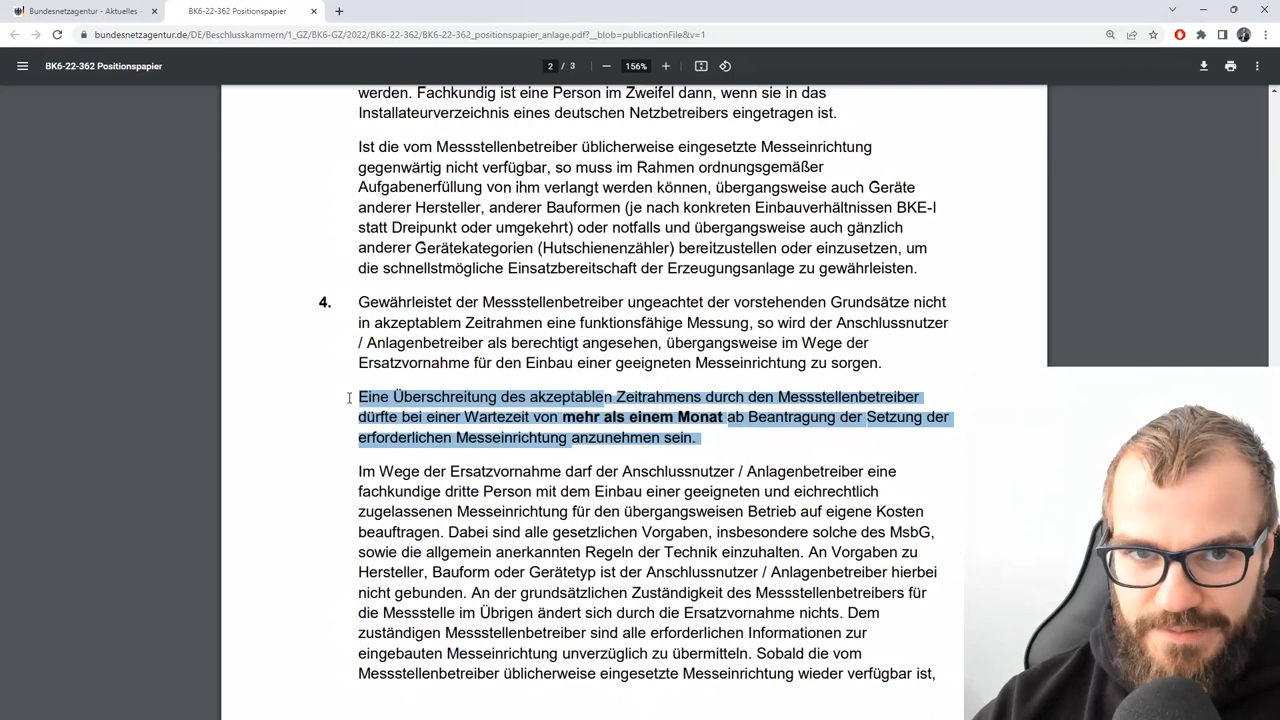 Bundesnetzagentur - Aktuelles -
BK6-22-362 Positionspapier
bundesnetzagentur.de/DE/Beschlusskammern/1_GZ/BK6-GZ/2022/BK6-22-362/BK6-22-362_positionspapier_anlage.pdf?__blob=publicationFile&v=1
BK6-22-362 Positionspapier
2 / 3
156%
werden. Fachkundig ist eine Person im Zweifel dann, wenn sie in das
Installateurverzeichnis eines deutschen Netzbetreibers eingetragen ist.
Ist die vom Messstellenbetreiber üblicherweise eingesetzte Messeinrichtung
gegenwärtig nicht verfügbar, so muss im Rahmen ordnungsgemäßer
Aufgabenerfüllung von ihm verlangt werden können, übergangsweise auch Geräte
anderer Hersteller, anderer Bauformen (je nach konkreten Einbauverhältnissen BKE-I
statt Dreipunkt oder umgekehrt) oder notfalls und übergangsweise auch gänzlich
anderer Gerätekategorien (Hutschienenzähler) bereitzustellen oder einzusetzen, um
die schnellstmögliche Einsatzbereitschaft der Erzeugungsanlage zu gewährleisten.
4. Gewährleistet der Messstellenbetreiber ungeachtet der vorstehenden Grundsätze nicht
in akzeptablem Zeitrahmen eine funktionsfähige Messung, so wird der Anschlussnutzer
/ Anlagenbetreiber als berechtigt angesehen, übergangsweise im Wege der
Ersatzvornahme für den Einbau einer geeigneten Messeinrichtung zu sorgen.
Eine Überschreitung des akzeptablen Zeitrahmens durch den Messstellenbetreiber
dürfte bei einer Wartezeit von mehr als einem Monat ab Beantragung der Setzung der
erforderlichen Messeinrichtung anzunehmen sein.
Im Wege der Ersatzvornahme darf der Anschlussnutzer / Anlagenbetreiber eine
fachkundige dritte Person mit dem Einbau einer geeigneten und eichrechtlich
zugelassenen Messeinrichtung für den übergangsweisen Betrieb auf eigene Kosten
beauftragen. Dabei sind alle gesetzlichen Vorgaben, insbesondere solche des MsbG,
sowie die allgemein anerkannten Regeln der Technik einzuhalten. An Vorgaben zu
Hersteller, Bauform oder Gerätetyp ist der Anschlussnutzer / Anlagenbetreiber hierbei
nicht gebunden. An der grundsätzlichen Zuständigkeit des Messstellenbetreibers für
die Messstelle im Übrigen ändert sich durch die Ersatzvornahme nichts. Dem
zuständigen Messstellenbetreiber sind alle erforderlichen Informationen zur
eingebauten Messeinrichtung unverzüglich zu übermitteln. Sobald die vom
Messstellenbetreiber üblicherweise eingesetzte Messeinrichtung wieder verfügbar ist,